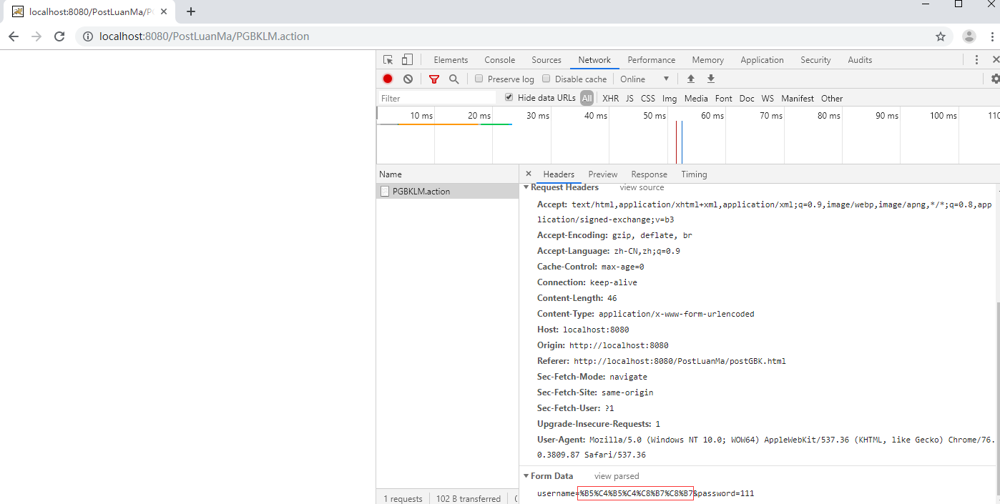 localhost:8080/PostLuanMa/PG
localhost:8080/PostLuanMa/PGBKLM.action
Elements Console Sources Network Performance Memory Application Security Audits
Preserve log Disable cache Online
Filter Hide data URLs All XHR JS CSS Img Media Font Doc WS Manifest Other
10 ms 20 ms 30 ms 40 ms 50 ms 60 ms 70 ms 80 ms 90 ms 100 ms 110
Name Headers Preview Response Timing
PGBKLM.action
Request Headers view source
Accept: text/html,application/xhtml+xml,application/xml;q=0.9,image/webp,image/apng,*/*;q=0.8,app
lication/signed-exchange;v=b3
Accept-Encoding: gzip, deflate, br
Accept-Language: zh-CN,zh;q=0.9
Cache-Control: max-age=0
Connection: keep-alive
Content-Length: 46
Content-Type: application/x-www-form-urlencoded
Host: localhost:8080
Origin: http://localhost:8080
Referer: http://localhost:8080/PostLuanMa/postGBK.html
Sec-Fetch-Mode: navigate
Sec-Fetch-Site: same-origin
Sec-Fetch-User: ?1
Upgrade-Insecure-Requests: 1
User-Agent: Mozilla/5.0 (Windows NT 10.0; WOW64) AppleWebKit/537.36 (KHTML, like Gecko) Chrome/76.
0.3809.87 Safari/537.36
Form Data view parsed
username=%B5%C4%B5%C4%C8%B7%C8%B7&password=111
1 requests 102 B transferred (